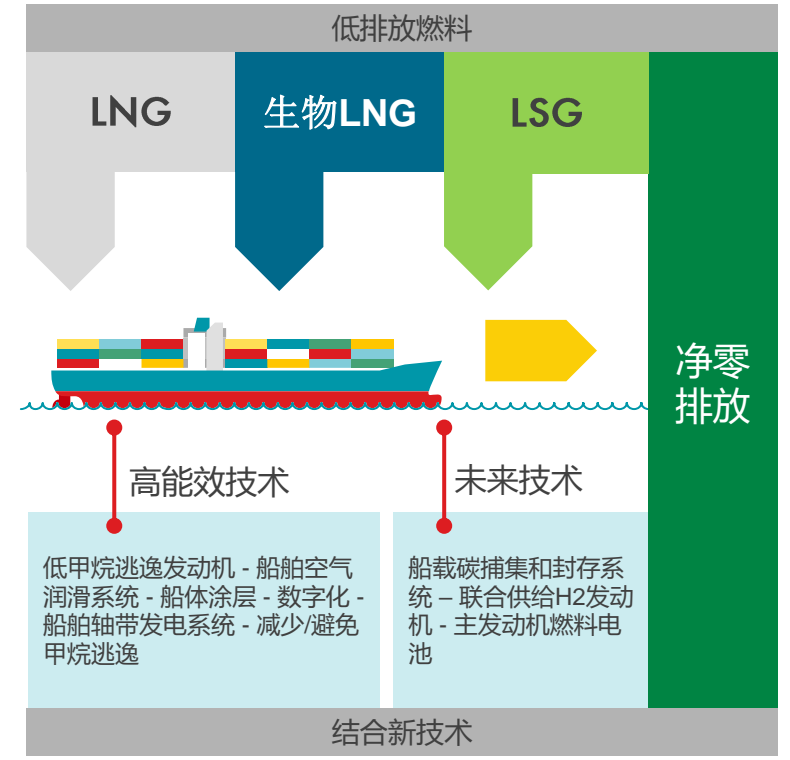 低排放燃料
LNG
生物LNG
LSG
净零
排放
高能效技术
未来技术
低甲烷逃逸发动机 - 船舶空气
润滑系统 - 船体涂层 - 数字化 -
船舶轴带发电系统 - 减少/避免
甲烷逃逸
船载碳捕集和封存系
统 – 联合供给H2发动
机 - 主发动机燃料电
池
结合新技术